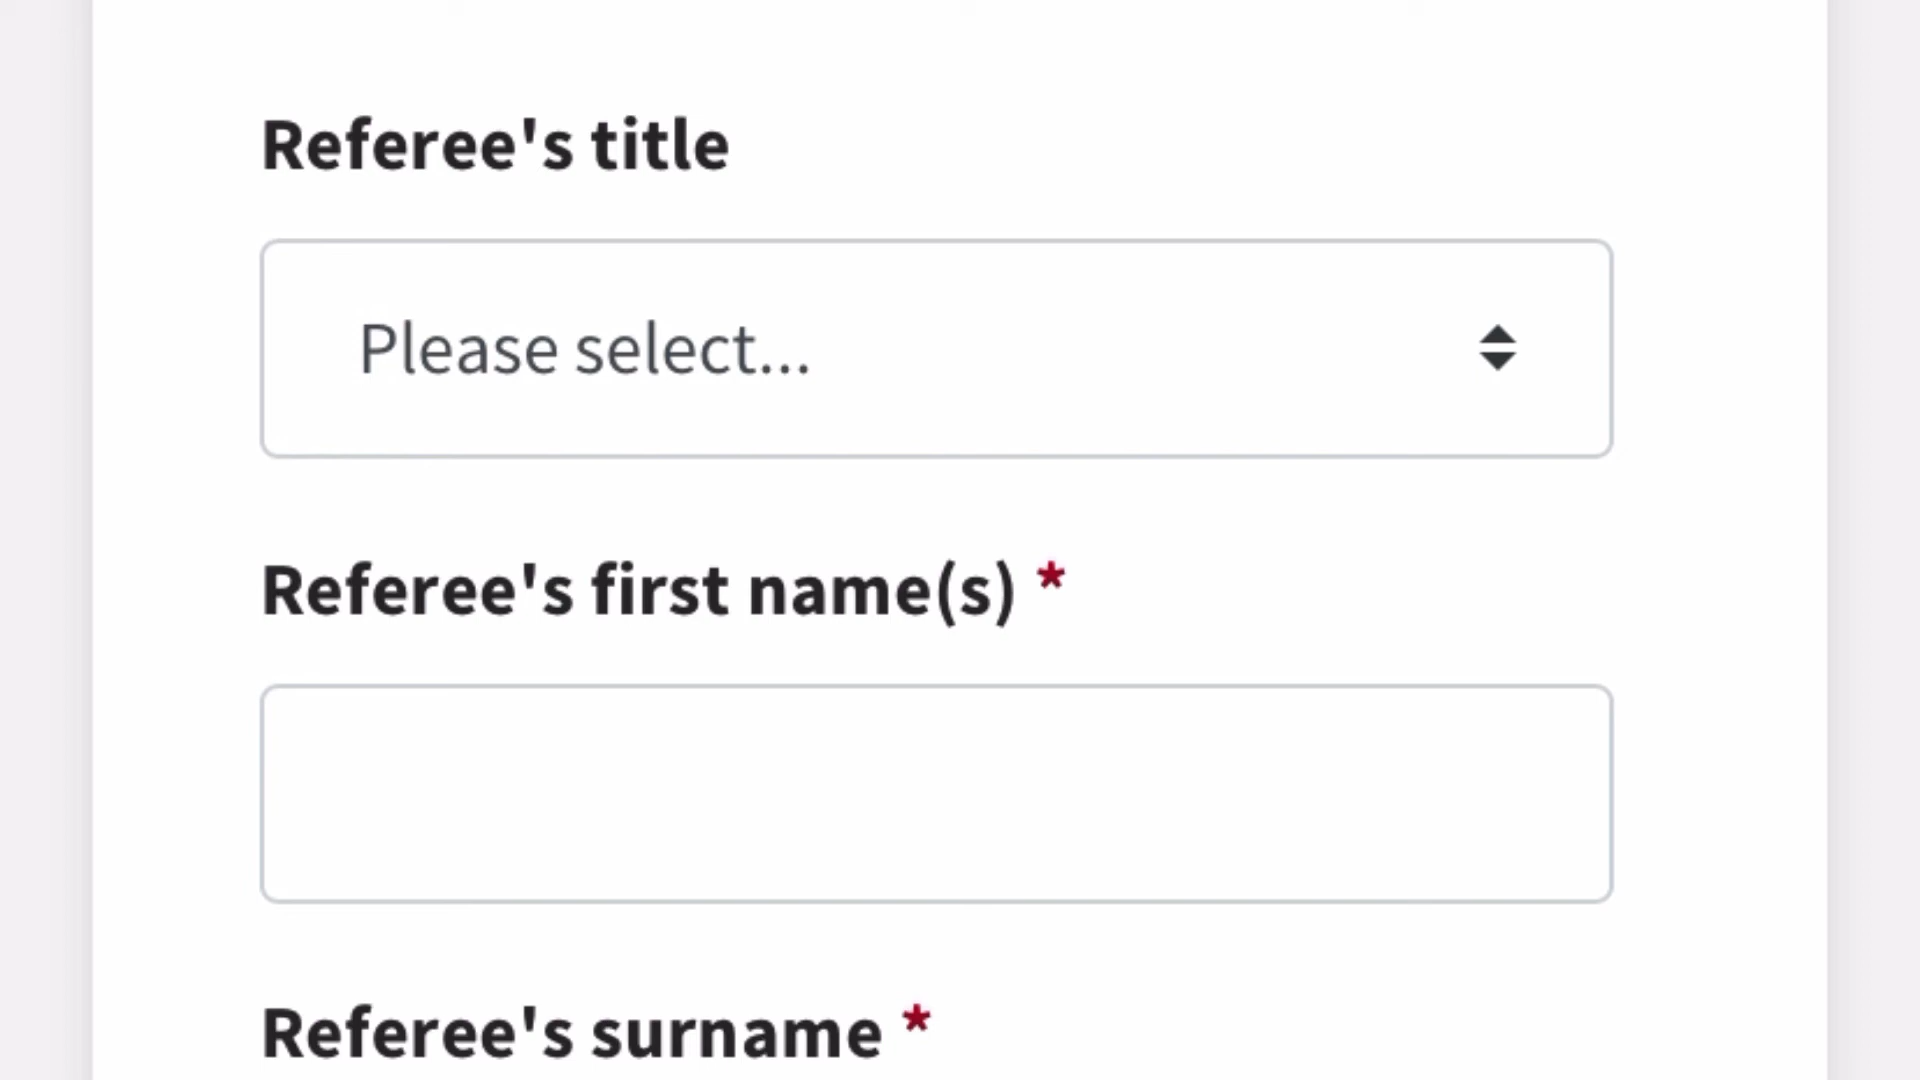 Referee's title
Please select...
Referee's first name(s) *
Referee's surname *